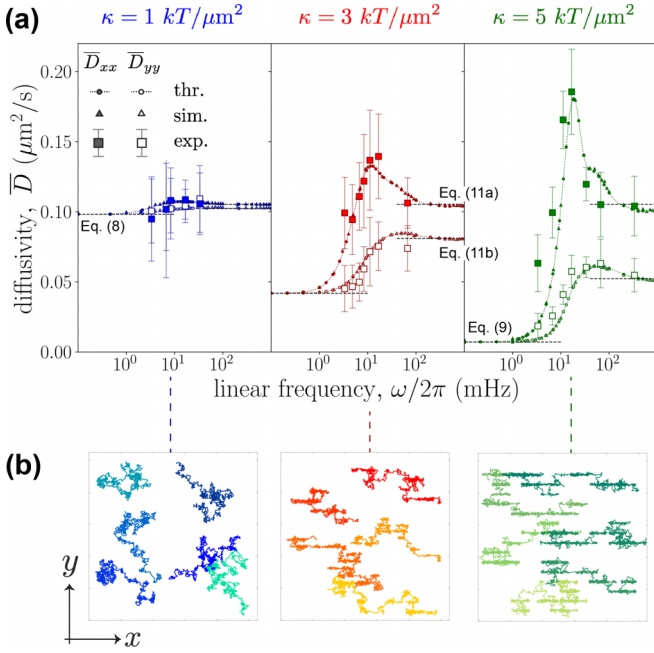 (a)
κ = 1 kT/μm² κ = 3 kT/μm² κ = 5 kT/μm²
D̅xx D̅yy
thr.
sim.
exp.
0.20
0.15
0.10
0.05
0.00
diffusivity, D̅ (μm²/s)
Eq. (8)
Eq. (11a)
Eq. (11b)
Eq. (9)
10⁰ 10¹ 10² 10⁰ 10¹ 10² 10⁰ 10¹ 10²
linear frequency, ω/2π (mHz)
(b)
y
x